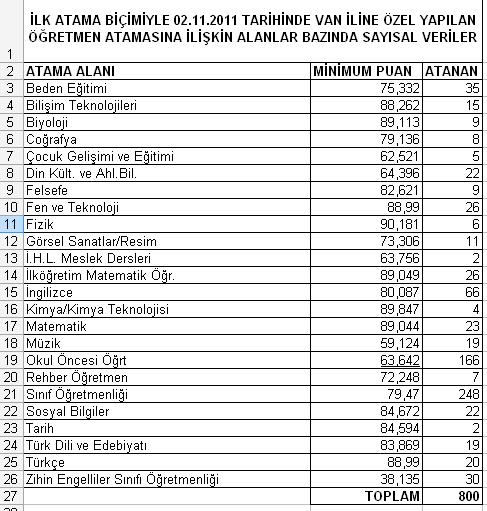 İLK ATAMA BİÇİMİYLE 02.11.2011 TARİHİNDE VAN İLİNE ÖZEL YAPILAN
ÖĞRETMEN ATAMASINA İLİŞKİN ALANLAR BAZINDA SAYISAL VERİLER
1
2 ATAMA ALANI MİNİMUM PUAN ATANAN
3 Beden Eğitimi 75,332 35
4 Bilişim Teknolojileri 88,262 15
5 Biyoloji 89,113 9
6 Coğrafya 79,136 8
7 Çocuk Gelişimi ve Eğitimi 62,521 5
8 Din Kült. ve Ahl.Bil. 64,396 22
9 Felsefe 82,621 9
10 Fen ve Teknoloji 88,99 26
11 Fizik 90,181 6
12 Görsel Sanatlar/Resim 73,306 11
13 İ.H.L. Meslek Dersleri 63,756 2
14 İlköğretim Matematik Öğr. 89,049 26
15 İngilizce 80,087 66
16 Kimya/Kimya Teknolojisi 89,847 4
17 Matematik 89,044 23
18 Müzik 59,124 19
19 Okul Öncesi Öğrt 63,642 166
20 Rehber Öğretmen 72,248 7
21 Sınıf Öğretmenliği 79,47 248
22 Sosyal Bilgiler 84,672 22
23 Tarih 84,594 2
24 Türk Dili ve Edebiyatı 83,869 19
25 Türkçe 88,99 20
26 Zihin Engelliler Sınıfı Öğretmenliği 38,135 30
27 TOPLAM 800